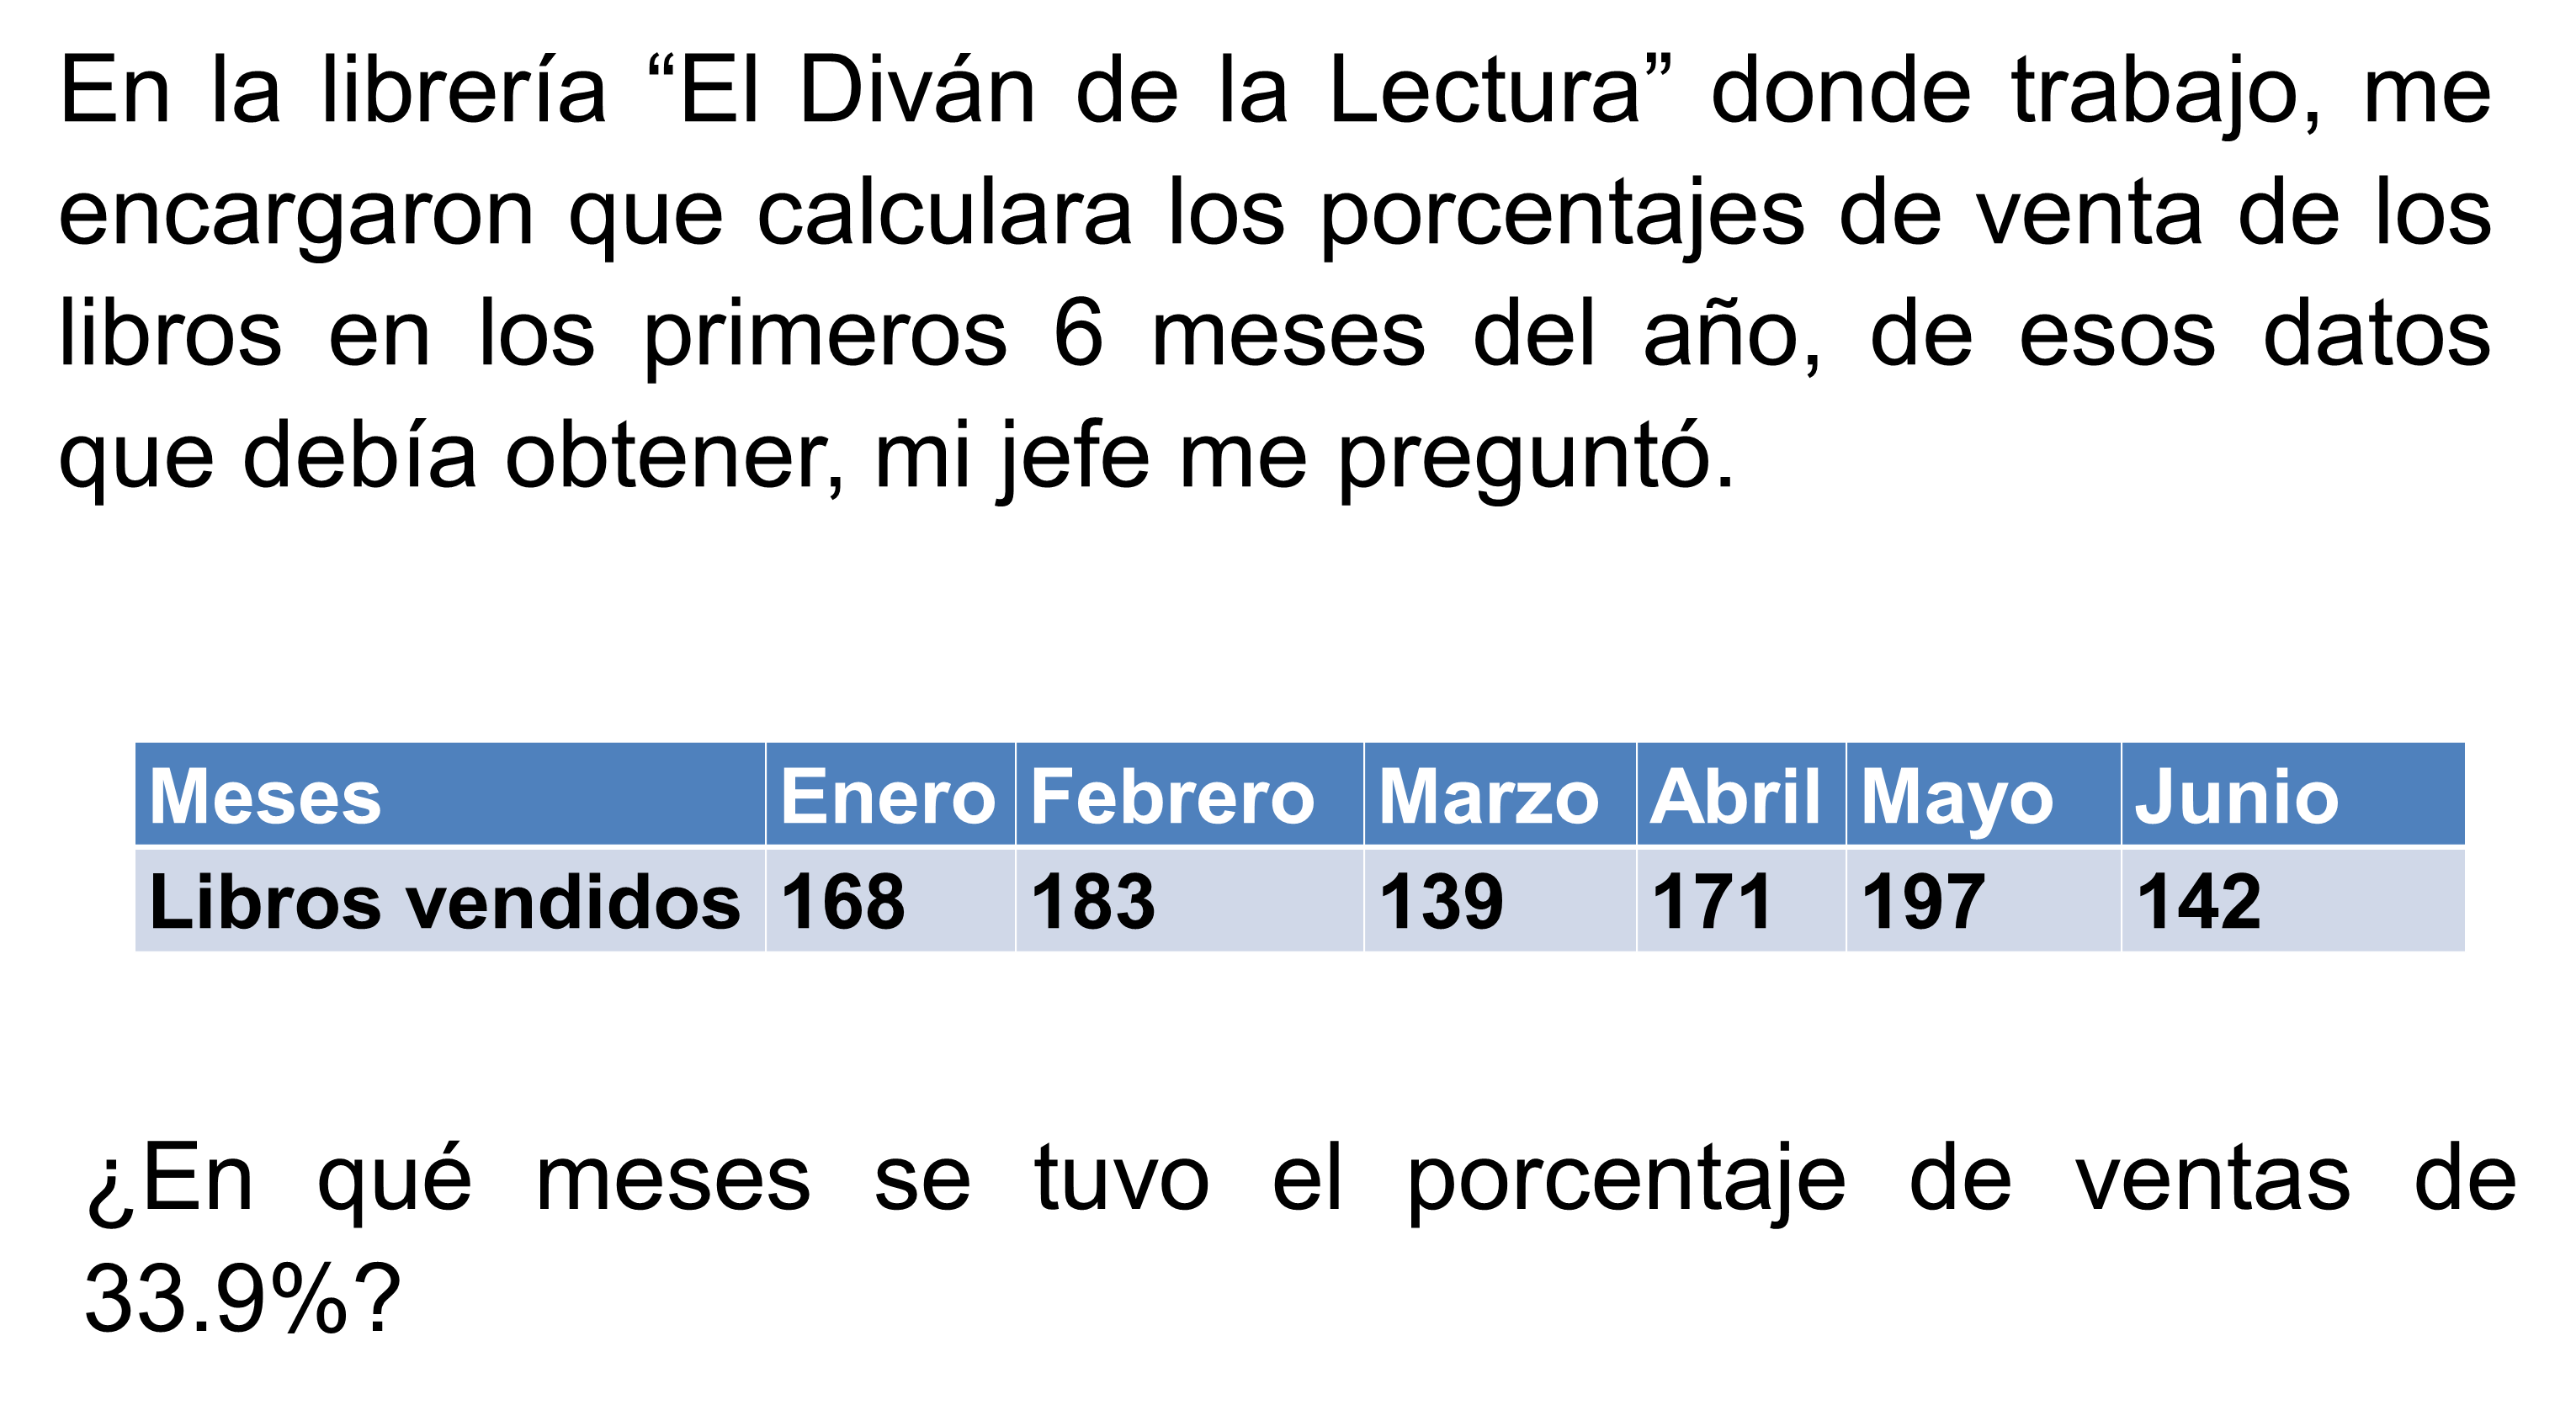 En la librería “El Diván de la Lectura” donde trabajo, me
encargaron que calculara los porcentajes de venta de los
libros en los primeros 6 meses del año, de esos datos
que debía obtener, mi jefe me preguntó.
Meses Enero Febrero Marzo Abril Mayo Junio
Libros vendidos 168 183 139 171 197 142
¿En qué meses se tuvo el porcentaje de ventas de
33.9%?